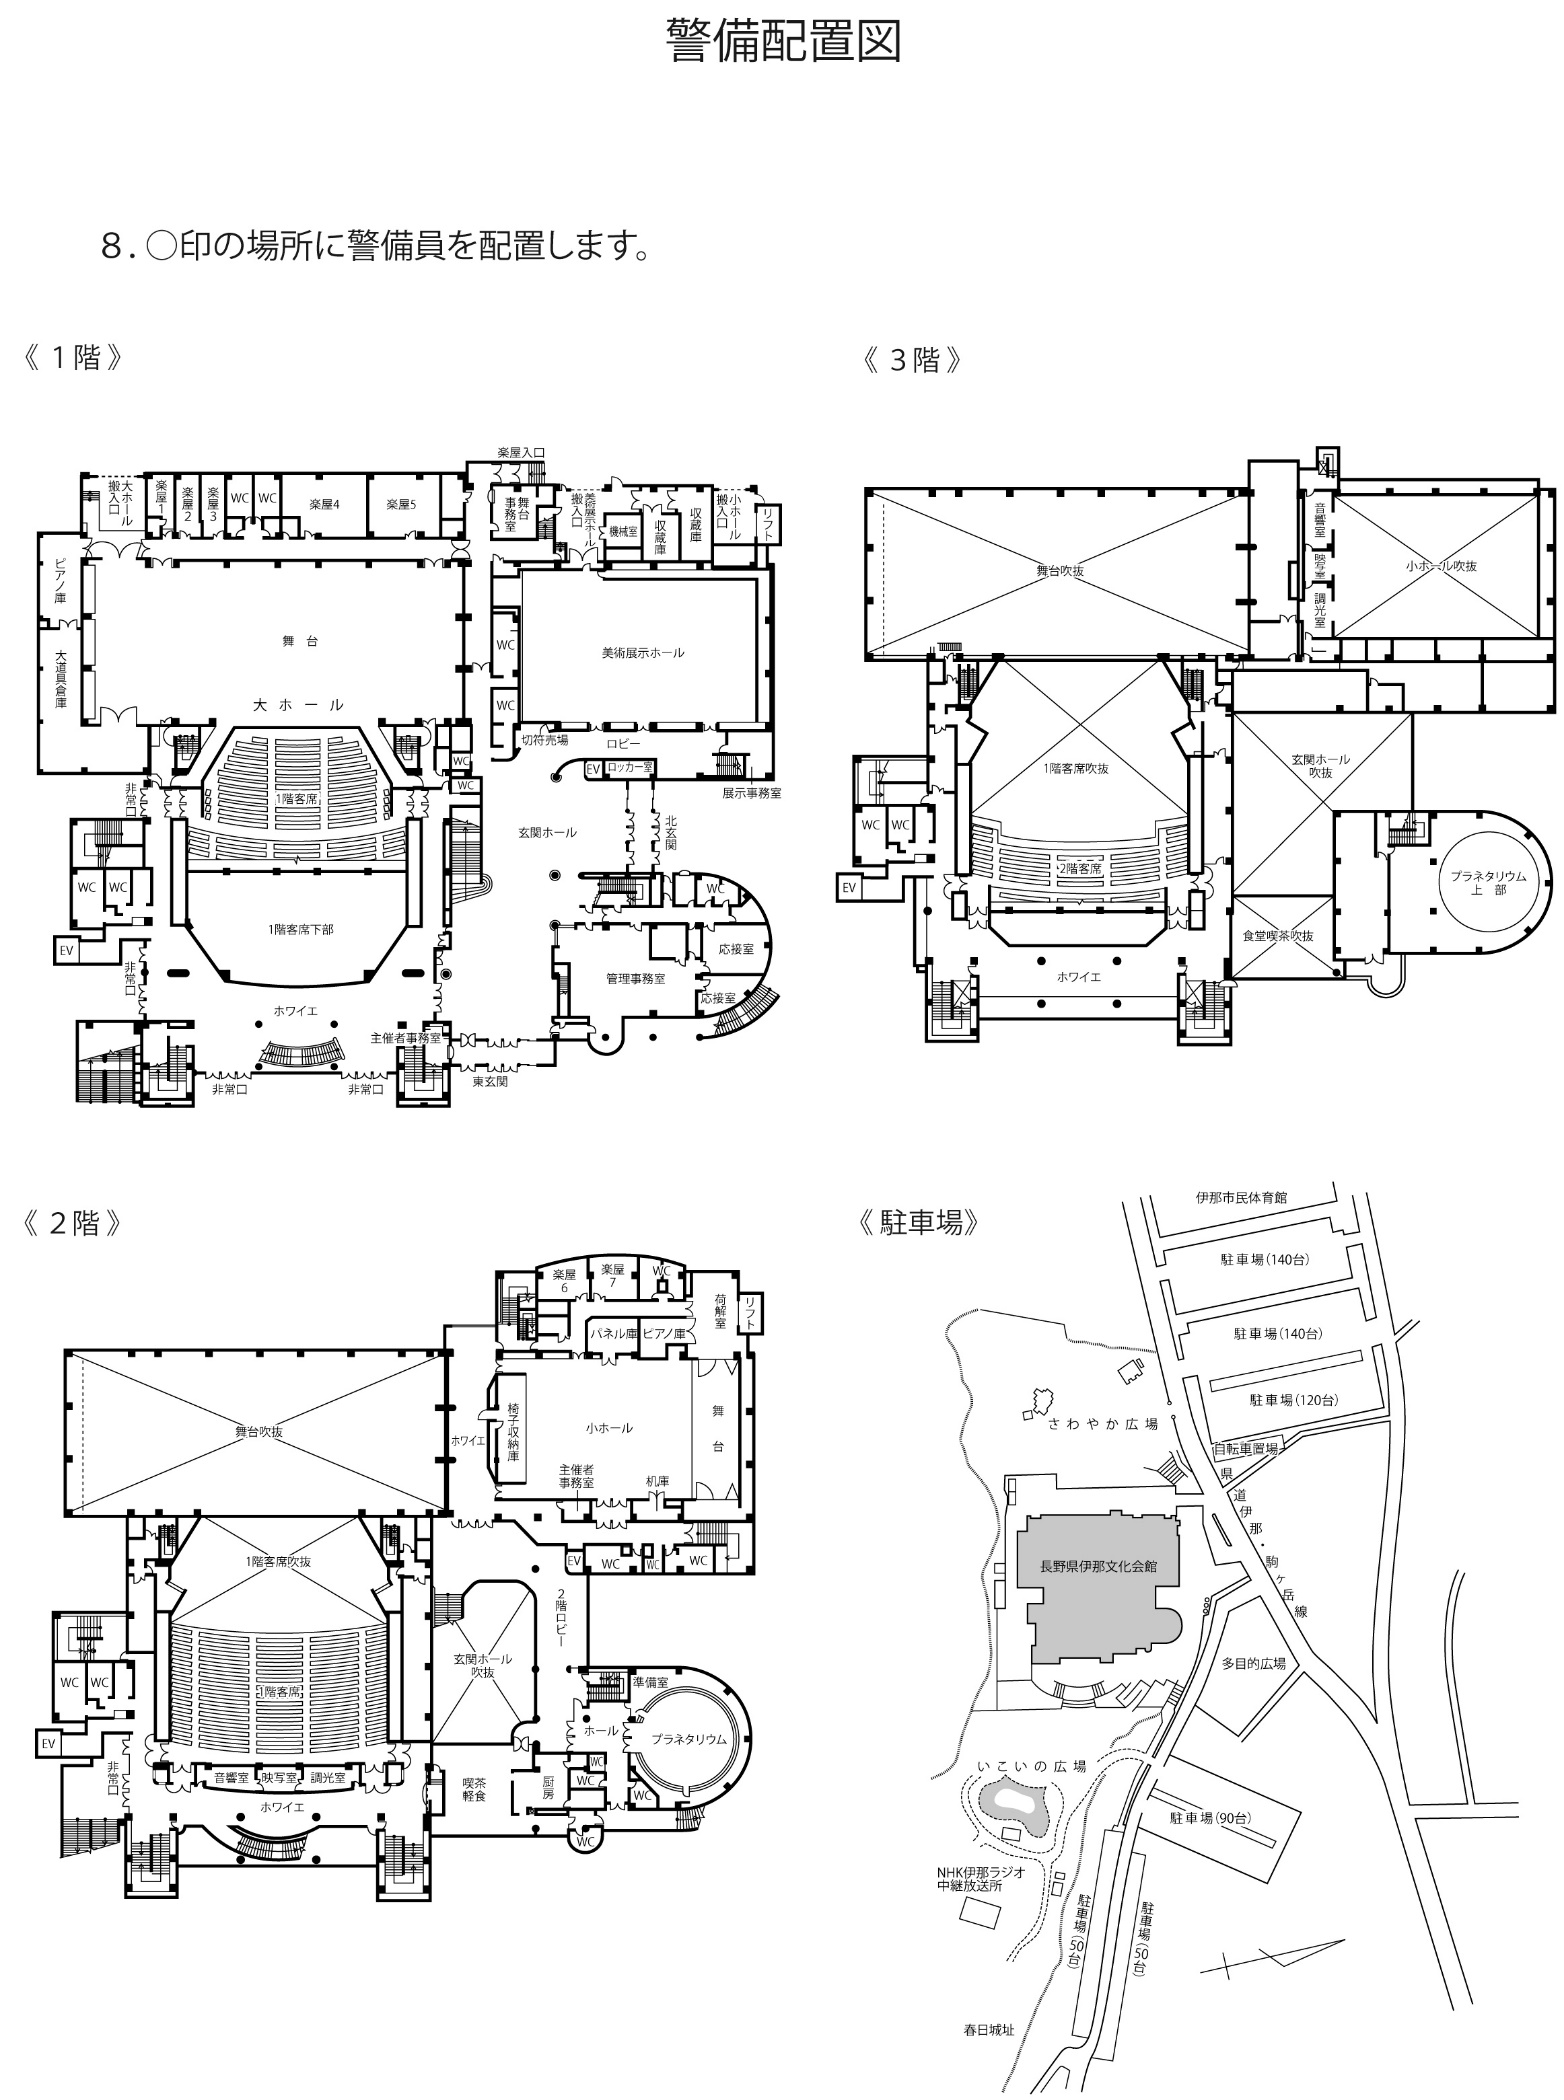 警備配置図
８．○印の場所に警備員を配置します。
《１階》
楽屋入口
大ホール搬入口
楽屋1
楽屋2
楽屋3
WC
WC
楽屋4
楽屋5
舞台事務室
美術展示ホール搬入口
機械室
収蔵庫
収蔵庫
小ホール搬入口
リフト
ピアノ庫
大道具倉庫
舞台
大ホール
WC
WC
美術展示ホール
切符売場
ロビー
EV
ロッカー室
展示事務室
WC
WC
非常口
1階客席
玄関ホール
北玄関
WC
WC
EV
非常口
1階客席下部
WC
応接室
管理事務室
応接室
ホワイエ
主催者事務室
東玄関
非常口
非常口
《３階》
音響室
映写室
調光室
舞台吹抜
小ホール吹抜
1階客席吹抜
玄関ホール
吹抜
WC
WC
EV
2階客席
プラネタリウム
上部
食堂喫茶吹抜
ホワイエ
《２階》
楽屋
6
楽屋
7
WC
荷解室
リフト
パネル庫
ピアノ庫
舞台吹抜
ホワイエ
椅子収納庫
小ホール
舞台
主催者
事務室
机庫
1階客席吹抜
EV
WC
WC
WC
2階ロビー
玄関ホール
吹抜
WC
WC
EV
1階客席
準備室
ホール
プラネタリウム
非常口
音響室
映写室
調光室
喫茶
軽食
厨房
WC
WC
WC
ホワイエ
WC
《駐車場》
伊那市民体育館
駐車場(140台)
駐車場(140台)
駐車場(120台)
さわやか広場
自転車置場
県道伊那・駒ヶ岳線
長野県伊那文化会館
多目的広場
いこいの広場
駐車場(90台)
NHK伊那ラジオ
中継放送所
駐車場(50台)
駐車場(50台)
春日城址